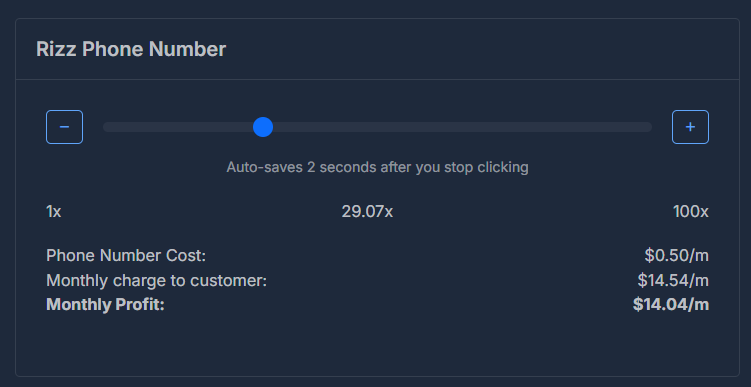 Rizz Phone Number
− +
Auto-saves 2 seconds after you stop clicking
1x 29.07x 100x
Phone Number Cost: $0.50/m
Monthly charge to customer: $14.54/m
Monthly Profit: $14.04/m